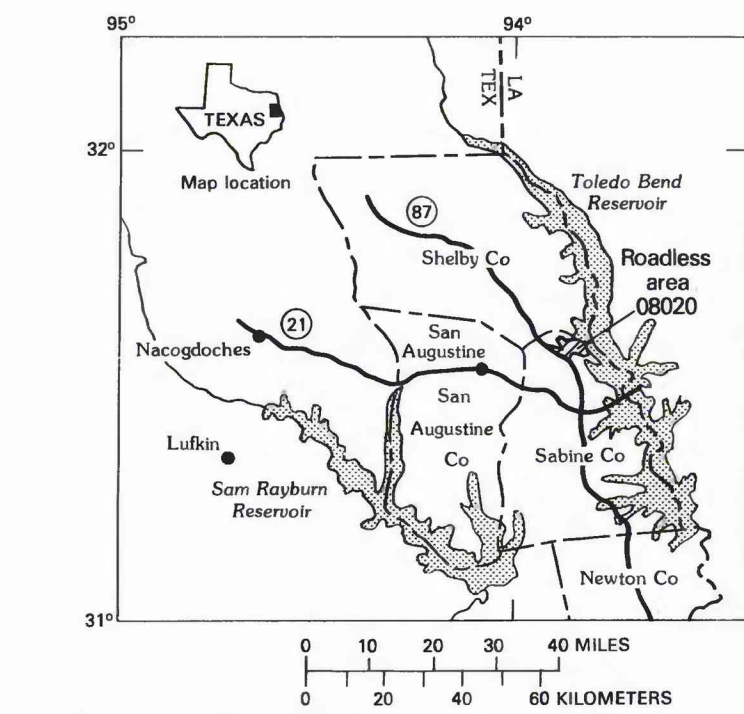 95°
94°
TEX
LA
TEXAS
32°
Map location
Toledo Bend
Reservoir
87
Shelby Co
Roadless
area
08020
21
San
Augustine
Nacogdoches
San
Augustine
Co
Lufkin
Sabine Co
Sam Rayburn
Reservoir
Newton Co
31°
0 10 20 30 40 MILES
0 20 40 60 KILOMETERS